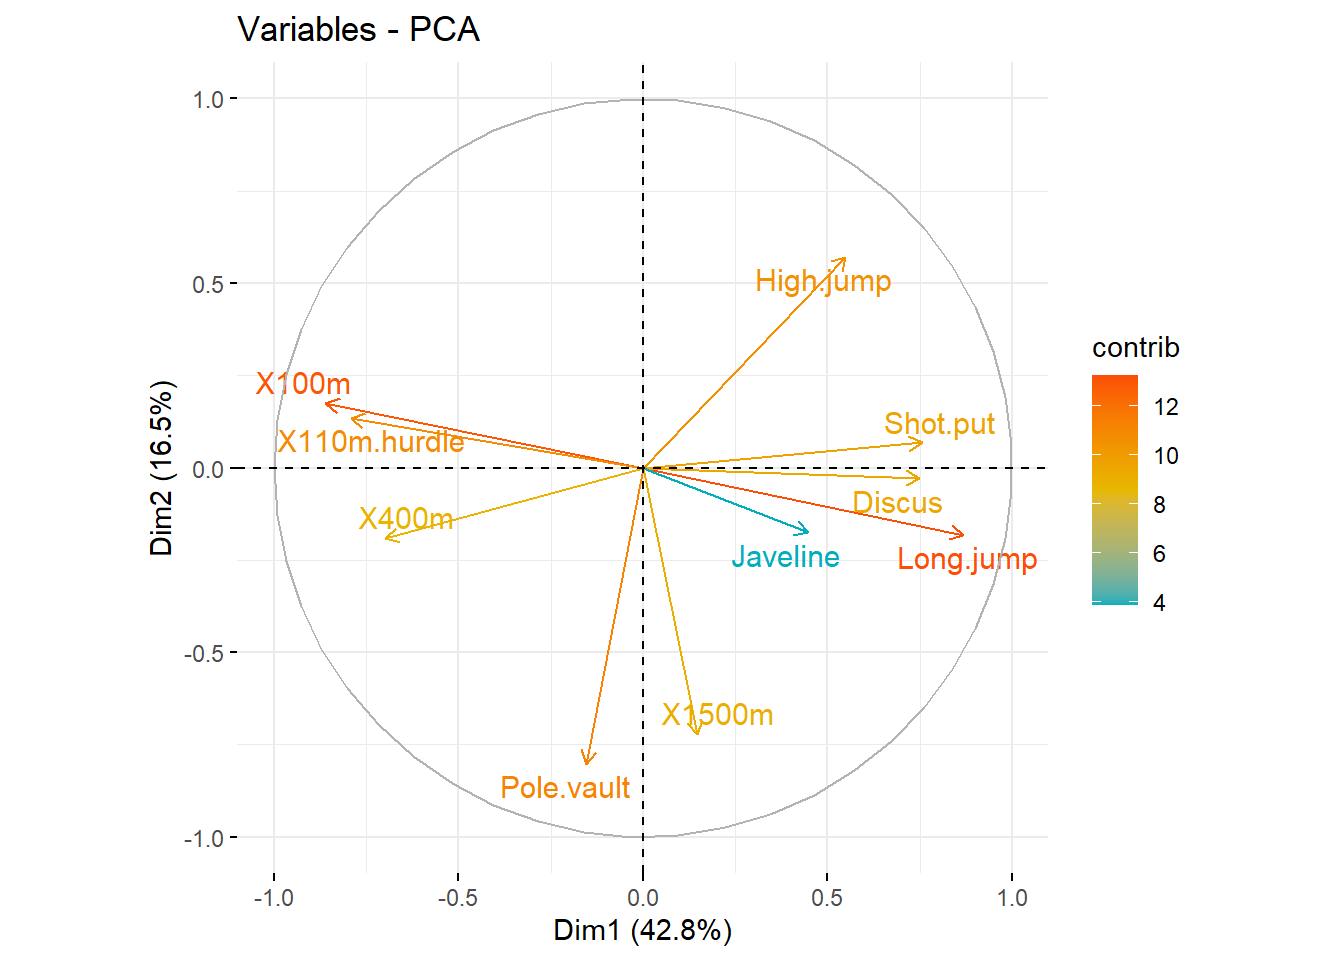 Variables - PCA
1.0
0.5
0.0
-0.5
-1.0
Dim2 (16.5%)
High.jump
X100m
Shot.put
X110m.hurdle
Discus
X400m
Javeline
Long.jump
X1500m
Pole.vault
-1.0
-0.5
0.0
0.5
1.0
Dim1 (42.8%)
contrib
12
10
8
6
4